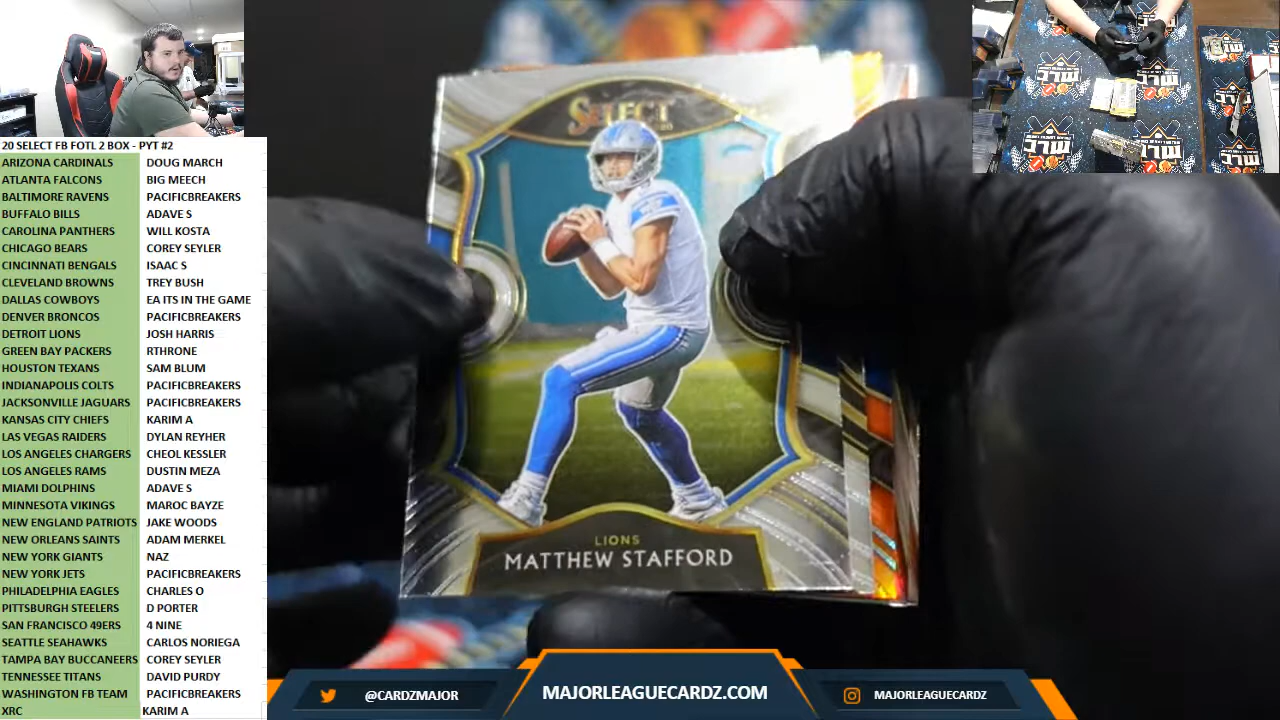 20 SELECT FB FOTL 2 BOX - PYT #2
ARIZONA CARDINALS DOUG MARCH
ATLANTA FALCONS BIG MEECH
BALTIMORE RAVENS PACIFICBREAKERS
BUFFALO BILLS ADAVE S
CAROLINA PANTHERS WILL KOSTA
CHICAGO BEARS COREY SEYLER
CINCINNATI BENGALS ISAAC S
CLEVELAND BROWNS TREY BUSH
DALLAS COWBOYS EA ITS IN THE GAME
DENVER BRONCOS PACIFICBREAKERS
DETROIT LIONS JOSH HARRIS
GREEN BAY PACKERS RTHRONE
HOUSTON TEXANS SAM BLUM
INDIANAPOLIS COLTS PACIFICBREAKERS
JACKSONVILLE JAGUARS PACIFICBREAKERS
KANSAS CITY CHIEFS KARIM A
LAS VEGAS RAIDERS DYLAN REYHER
LOS ANGELES CHARGERS CHEOL KESSLER
LOS ANGELES RAMS DUSTIN MEZA
MIAMI DOLPHINS ADAVE S
MINNESOTA VIKINGS MAROC BAYZE
NEW ENGLAND PATRIOTS JAKE WOODS
NEW ORLEANS SAINTS ADAM MERKEL
NEW YORK GIANTS NAZ
NEW YORK JETS PACIFICBREAKERS
PHILADELPHIA EAGLES CHARLES O
PITTSBURGH STEELERS D PORTER
SAN FRANCISCO 49ERS 4 NINE
SEATTLE SEAHAWKS CARLOS NORIEGA
TAMPA BAY BUCCANEERS COREY SEYLER
TENNESSEE TITANS DAVID PURDY
WASHINGTON FB TEAM PACIFICBREAKERS
XRC KARIM A
SELECT
LIONS
MATTHEW STAFFORD
@CARDZMAJOR
MAJORLEAGUECARDZ.COM
MAJORLEAGUECARDZ